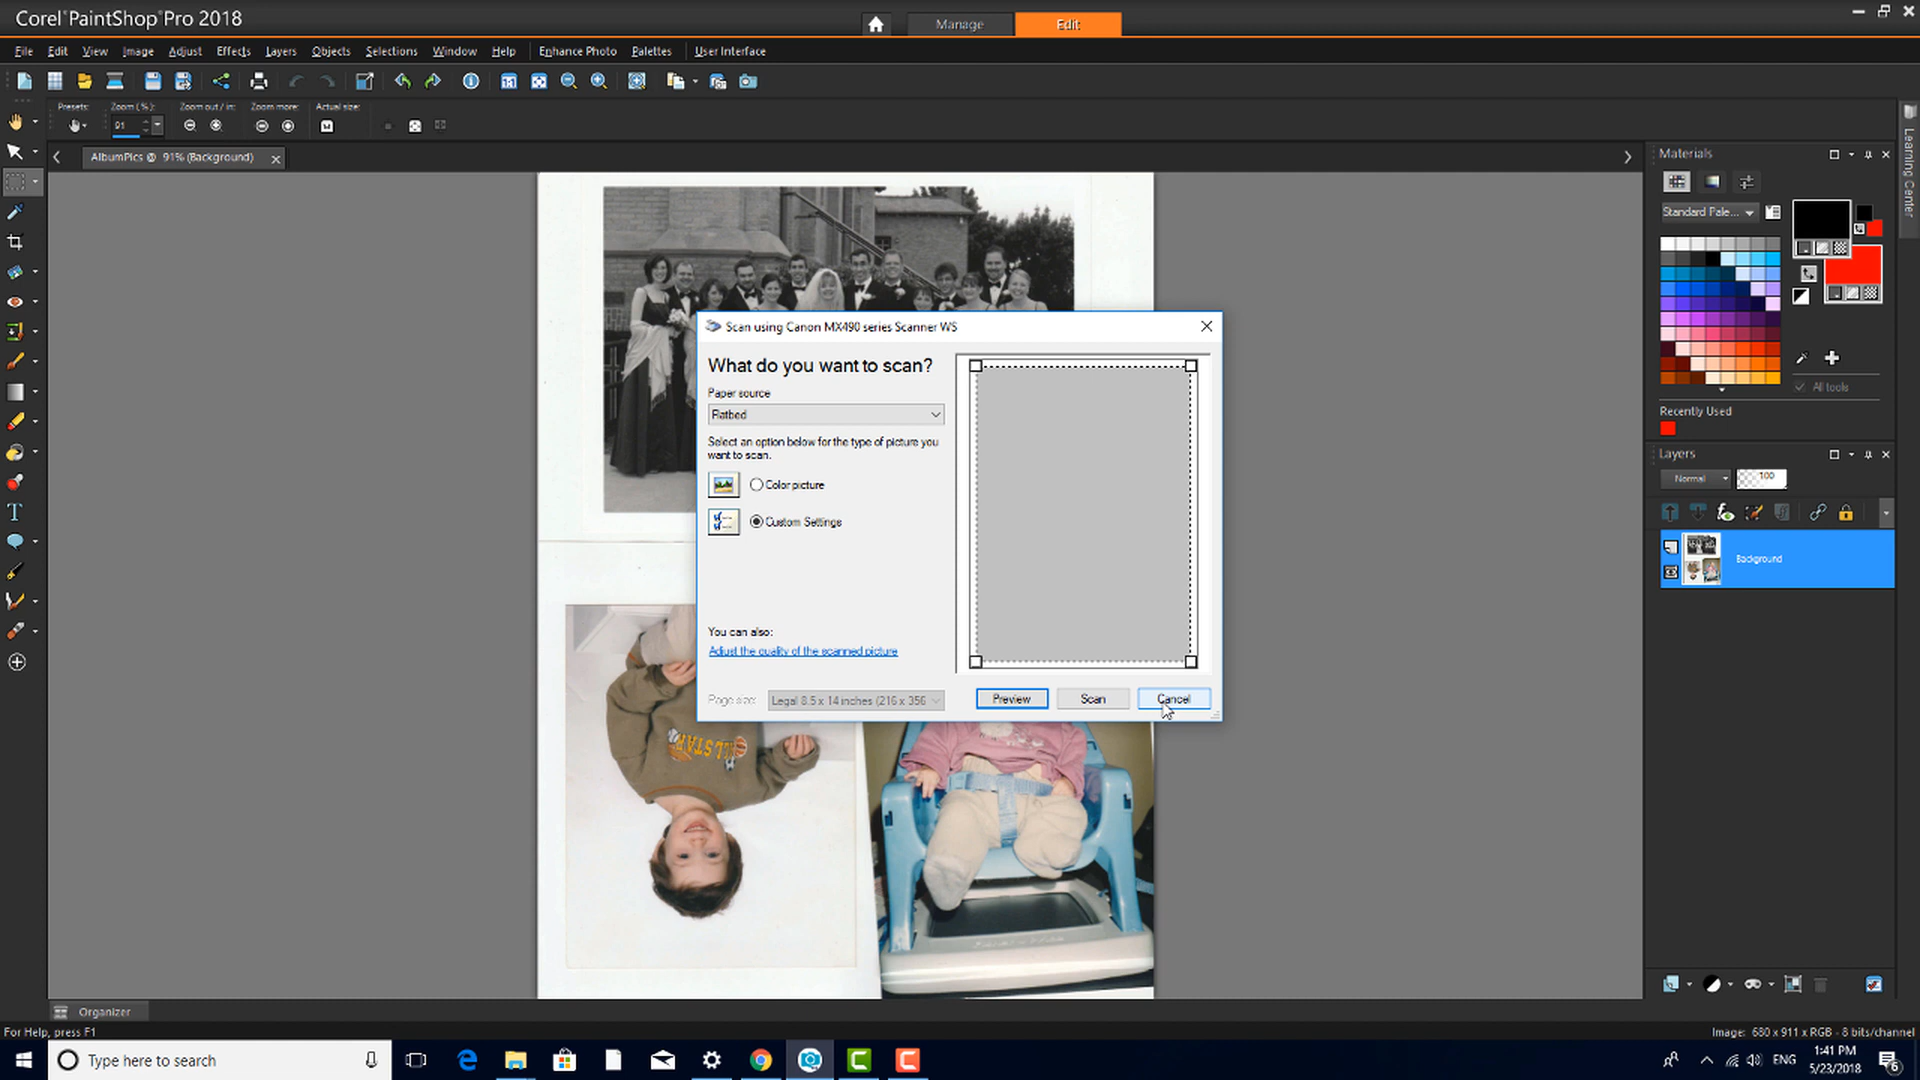 Corel PaintShop Pro 2018
Manage
Edit
File Edit View Image Adjust Effects Layers Objects Selections Window Help Enhance Photo Palettes User Interface
Presets: Zoom (%): Zoom out / in: Zoom more: Actual size:
91
AlbumPics @ 91% (Background)
Materials
Learning Center
Standard Pale...
All tools
Recently Used
Layers
Normal
100
Background
Scan using Canon MX490 series Scanner WS
What do you want to scan?
Paper source
Flatbed
Select an option below for the type of picture you
want to scan.
Color picture
Custom Settings
You can also:
Adjust the quality of the scanned picture
Page size: Legal 8.5 x 14 inches (216 x 356
Preview
Scan
Cancel
Organizer
For Help, press F1
Image: 680 x 911 x RGB - 8 bits/channel
Type here to search
ENG
1:41 PM
5/23/2018
6